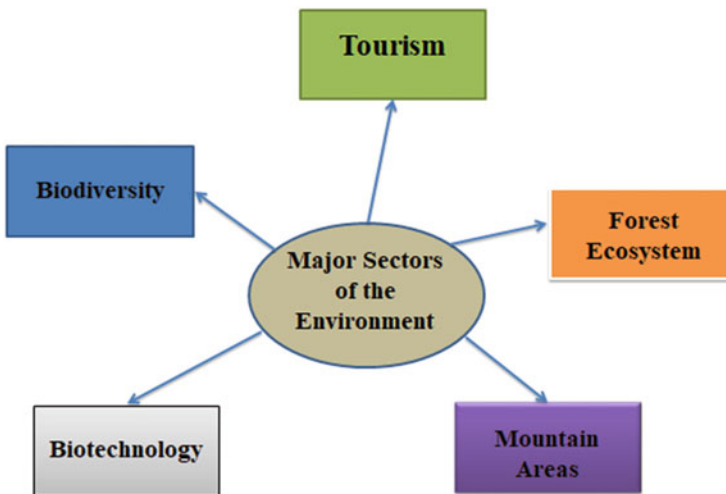 Tourism
Biodiversity
Forest
Ecosystem
Major Sectors
of the
Environment
Biotechnology
Mountain
Areas